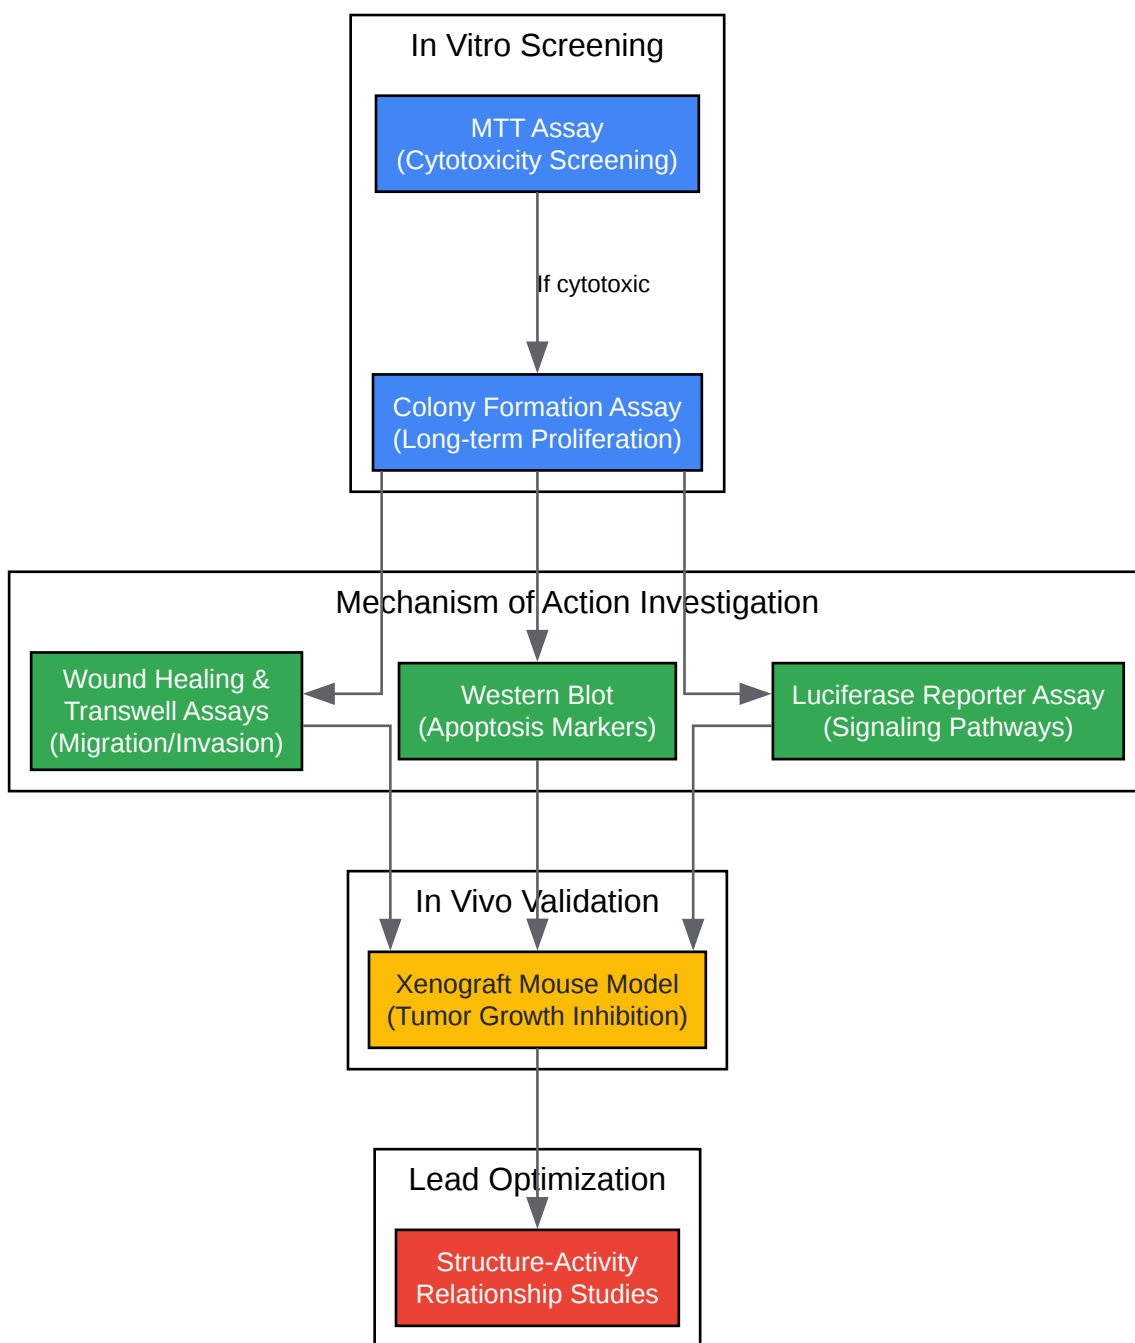 In Vitro Screening
MTT Assay
(Cytotoxicity Screening)
If cytotoxic
Colony Formation Assay
(Long-term Proliferation)
Mechanism of Action Investigation
Wound Healing &
Transwell Assays
(Migration/Invasion)
Western Blot
(Apoptosis Markers)
Luciferase Reporter Assay
(Signaling Pathways)
In Vivo Validation
Xenograft Mouse Model
(Tumor Growth Inhibition)
Lead Optimization
Structure-Activity
Relationship Studies